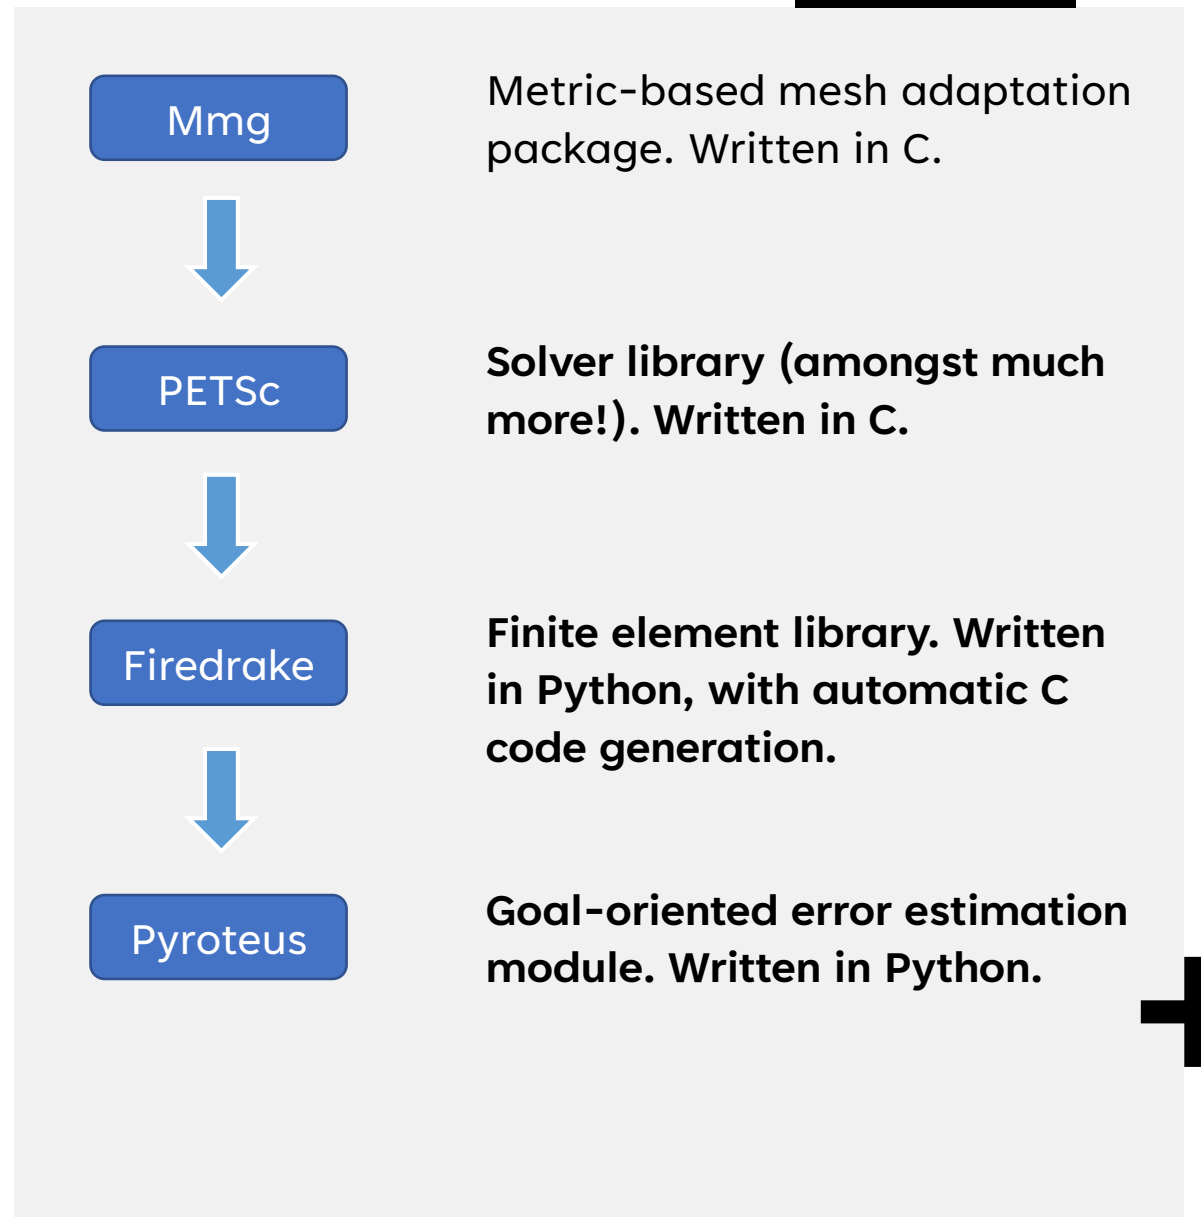 Mmg
Metric-based mesh adaptation
package. Written in C.
PETSc
Solver library (amongst much
more!). Written in C.
Firedrake
Finite element library. Written
in Python, with automatic C
code generation.
Pyroteus
Goal-oriented error estimation
module. Written in Python.